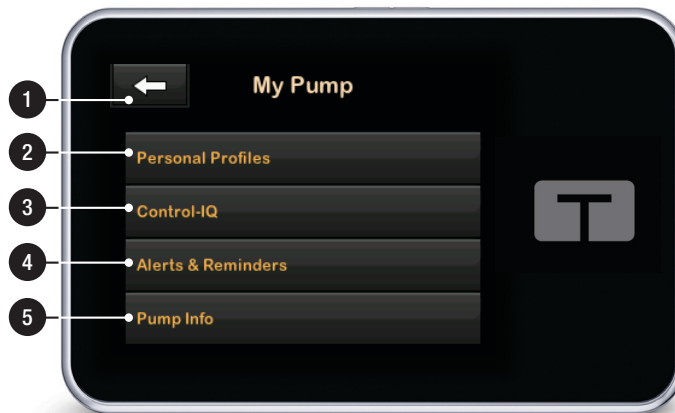 My Pump
1
2
Personal Profiles
3
Control-IQ
4
Alerts & Reminders
5
Pump Info
T